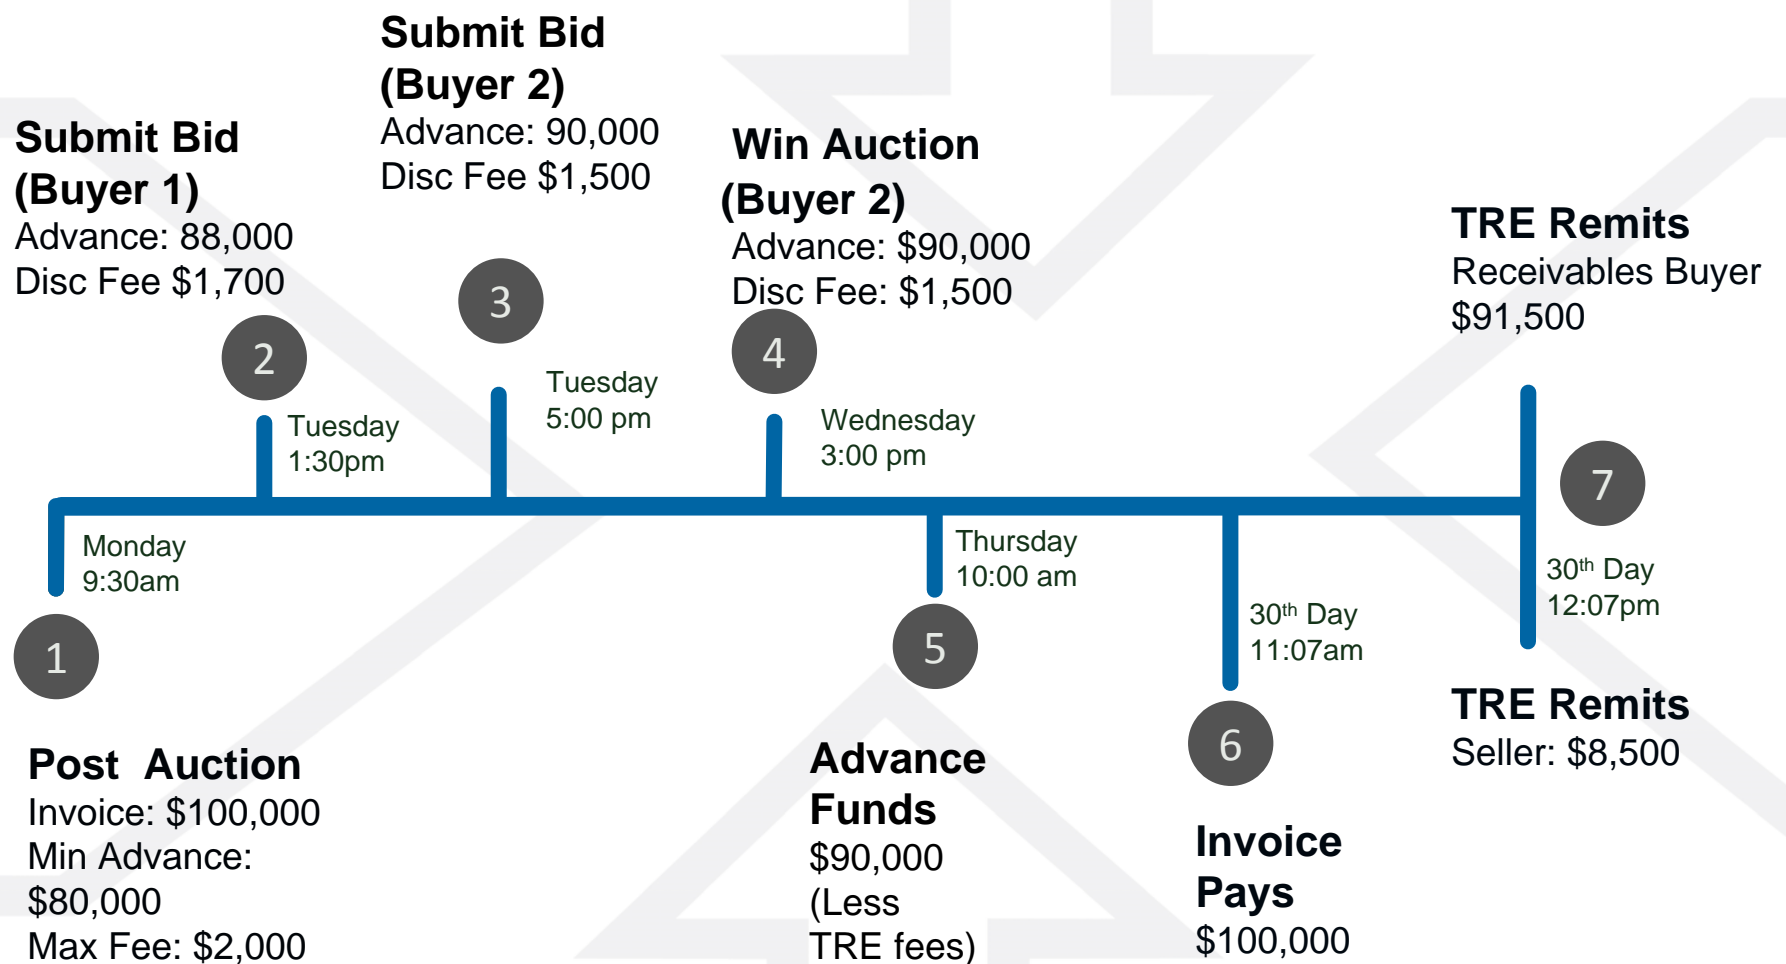 Submit Bid
(Buyer 1)
Advance: 88,000
Disc Fee $1,700
Submit Bid
(Buyer 2)
Advance: 90,000
Disc Fee $1,500
Win Auction
(Buyer 2)
Advance: $90,000
Disc Fee: $1,500
TRE Remits
Receivables Buyer
$91,500
2
Tuesday
1:30pm
3
Tuesday
5:00 pm
4
Wednesday
3:00 pm
7
30th Day
12:07pm
Monday
9:30am
1
Thursday
10:00 am
5
30th Day
11:07am
6
Post Auction
Invoice: $100,000
Min Advance:
$80,000
Max Fee: $2,000
Advance
Funds
$90,000
(Less
TRE fees)
Invoice
Pays
$100,000
TRE Remits
Seller: $8,500